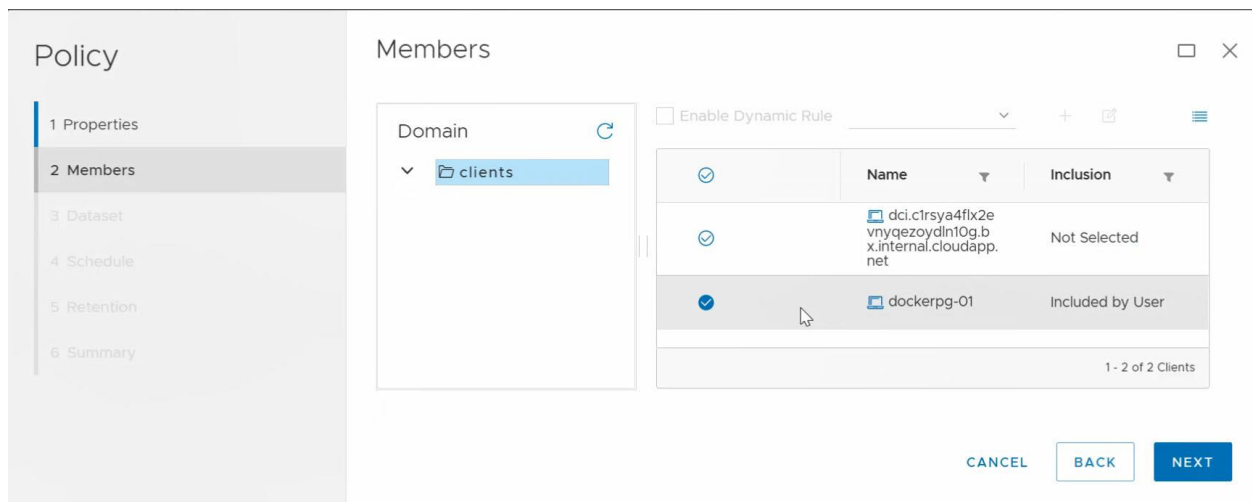 Policy
1 Properties
2 Members
3 Dataset
4 Schedule
5 Retention
6 Summary
Members
Domain
clients
Enable Dynamic Rule
Name
Inclusion
dci.c1rsya4flx2e
vnyqezoydln10g.b
x.internal.cloudapp.
net
Not Selected
dockerpg-01
Included by User
1 - 2 of 2 Clients
CANCEL
BACK
NEXT